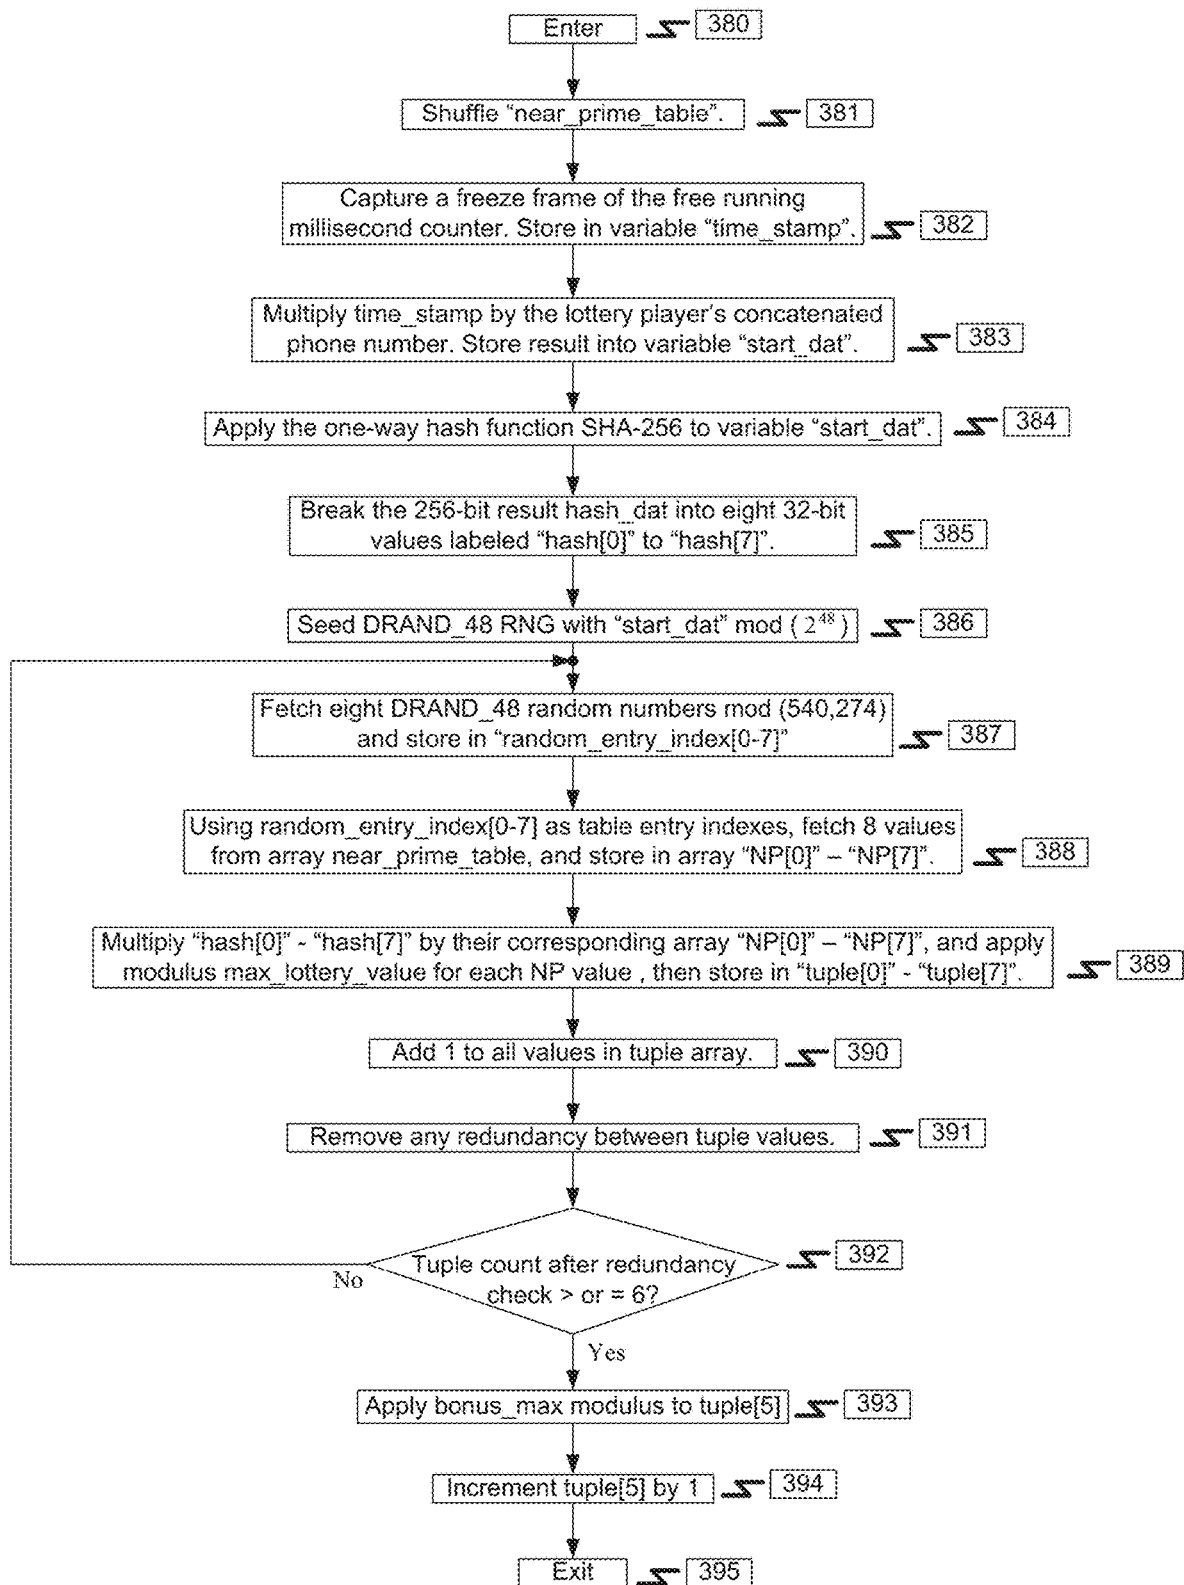 Enter
380
Shuffle “near_prime_table”.
381
Capture a freeze frame of the free running
millisecond counter. Store in variable “time_stamp”.
382
Multiply time_stamp by the lottery player's concatenated
phone number. Store result into variable “start_dat”.
383
Apply the one-way hash function SHA-256 to variable “start_dat”.
384
Break the 256-bit result hash_dat into eight 32-bit
values labeled “hash[0]” to “hash[7]”.
385
Seed DRAND_48 RNG with “start_dat” mod (2^48)
386
Fetch eight DRAND_48 random numbers mod (540,274)
and store in “random_entry_index[0-7]”
387
Using random_entry_index[0-7] as table entry indexes, fetch 8 values
from array near_prime_table, and store in array “NP[0]” – “NP[7]”.
388
Multiply “hash[0]” - “hash[7]” by their corresponding array “NP[0]” – “NP[7]”, and apply
modulus max_lottery_value for each NP value , then store in “tuple[0]” - “tuple[7]”.
389
Add 1 to all values in tuple array.
390
Remove any redundancy between tuple values.
391
Tuple count after redundancy
check > or = 6?
392
No
Yes
Apply bonus_max modulus to tuple[5]
393
Increment tuple[5] by 1
394
Exit
395